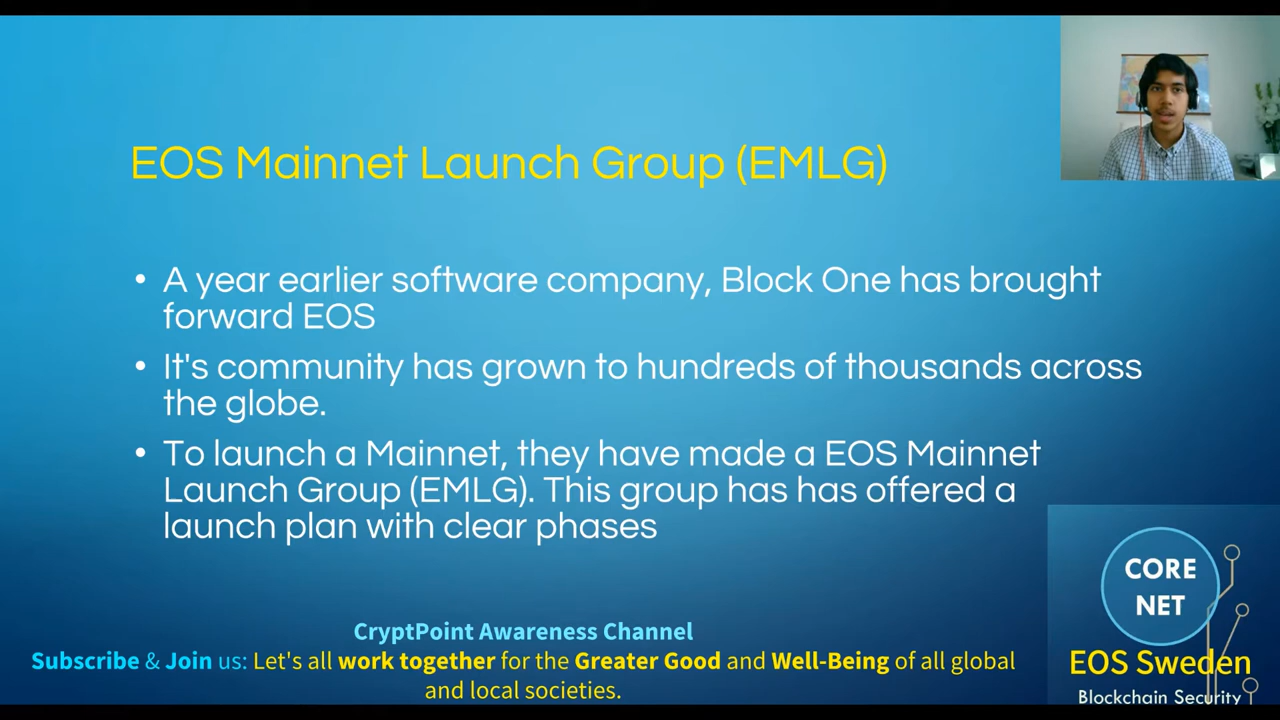 EOS Mainnet Launch Group (EMLG)
• A year earlier software company, Block One has brought
forward EOS
• It's community has grown to hundreds of thousands across
the globe.
• To launch a Mainnet, they have made a EOS Mainnet
Launch Group (EMLG). This group has has offered a
launch plan with clear phases
CORE
NET
EOS Sweden
Blockchain Security
CryptPoint Awareness Channel
Subscribe & Join us: Let's all work together for the Greater Good and Well-Being of all global
and local societies.